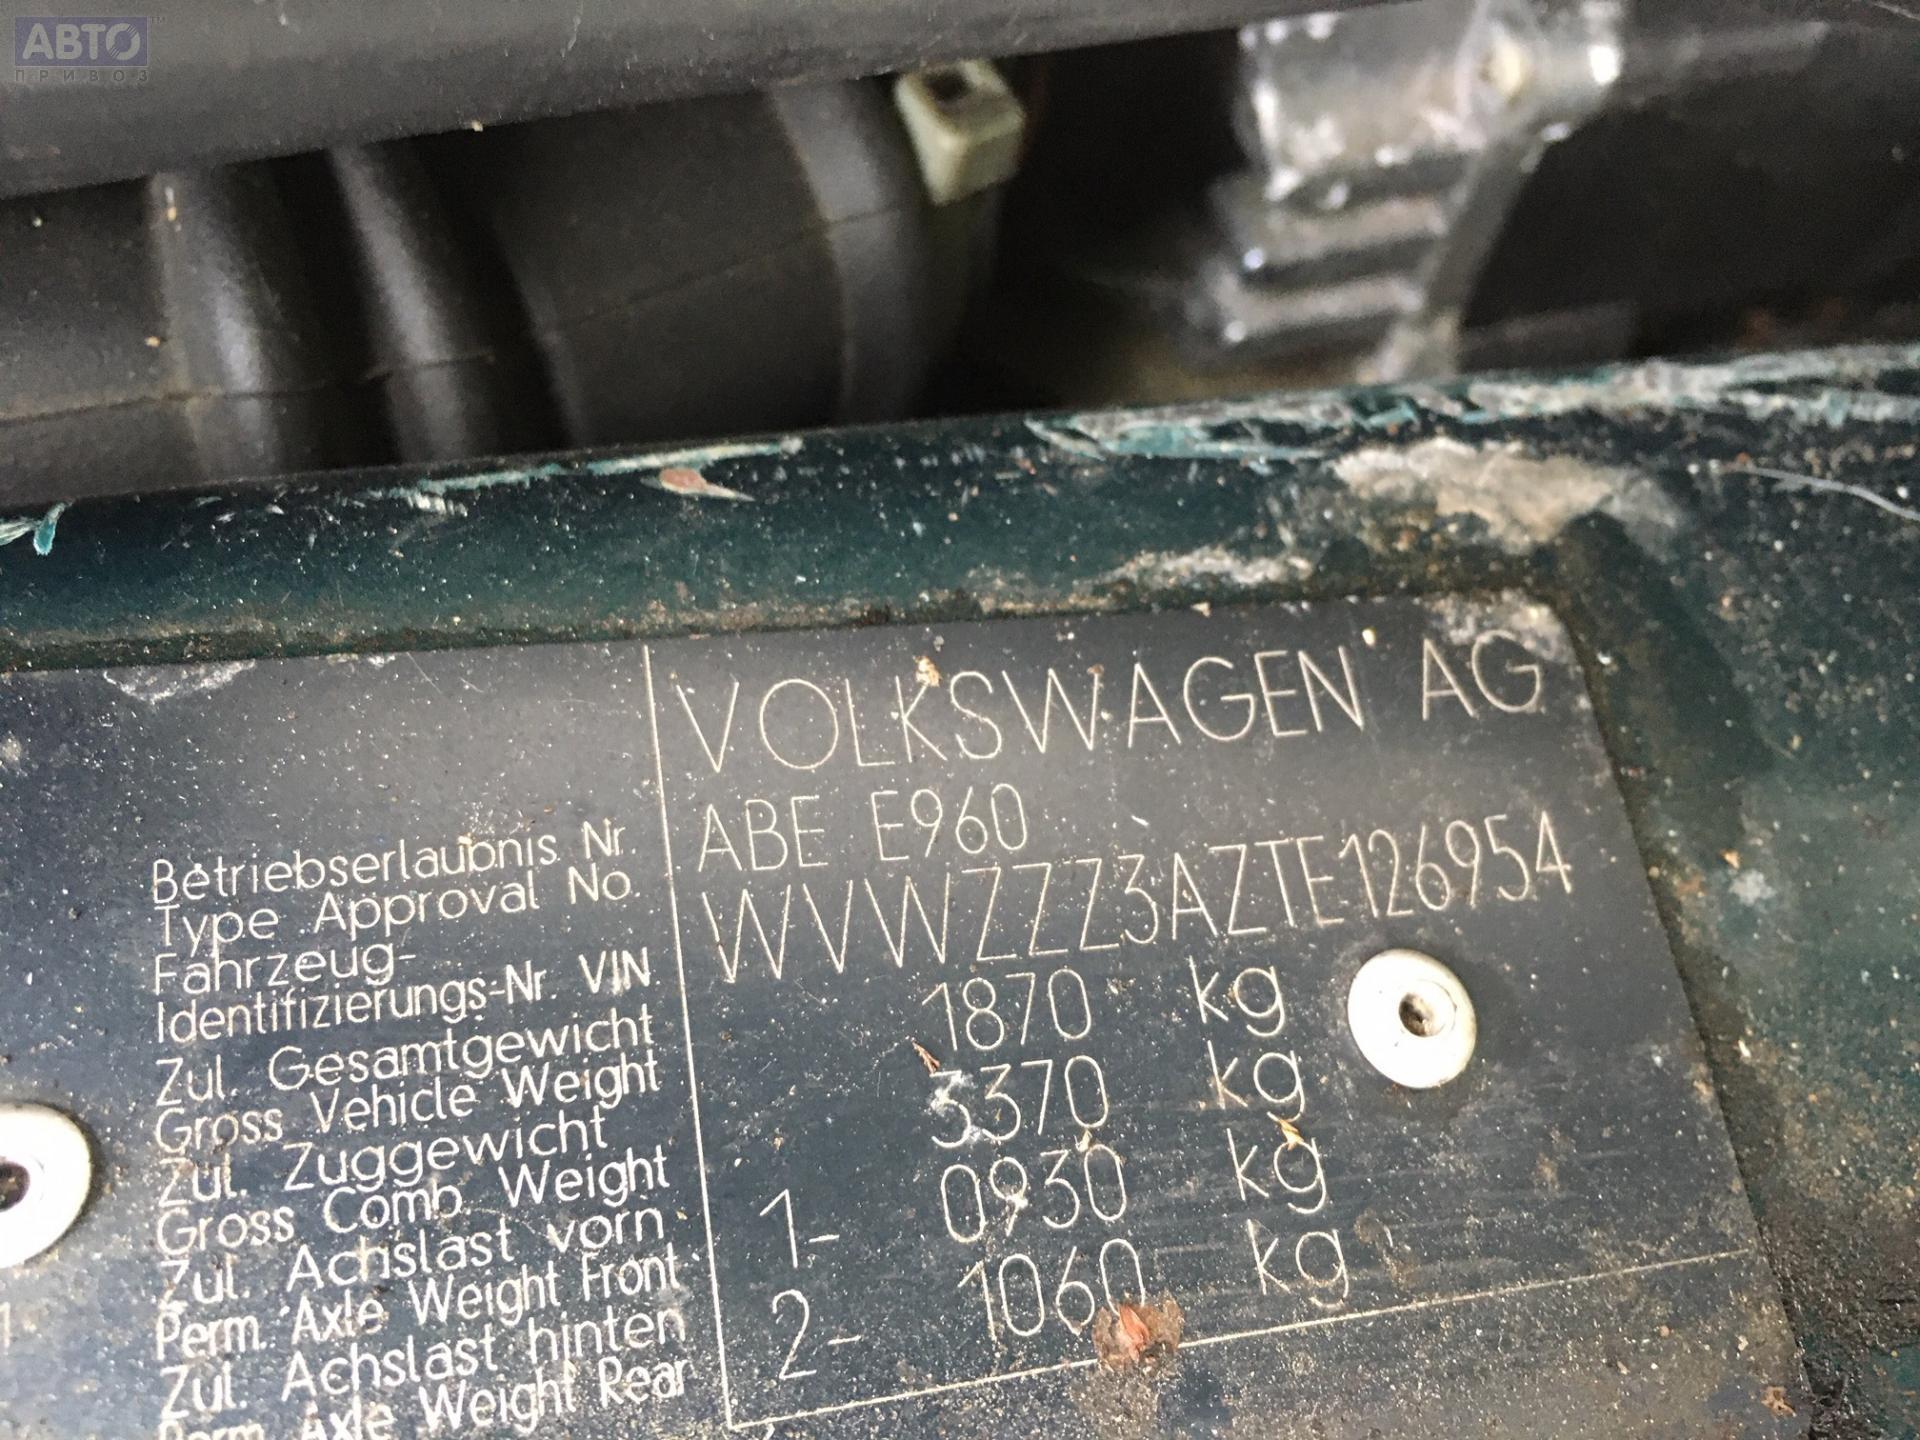 АВТО
ПРИВОЗ
VOLKSWAGEN AG
Betriebserlaubnis Nr.
Type Approval No.
ABE E960
Fahrzeug-
Identifizierungs-Nr. VIN.
WVWZZZ3AZTE126954
Zul. Gesamtgewicht
Gross Vehicle Weight
1870 kg
Zul. Zuggewicht
Gross Comb. Weight
3370 kg
Zul. Achslast vorn
Perm. Axle Weight Front
1- 0930 kg
Zul. Achslast hinten
Perm. Axle Weight Rear
2- 1060 kg